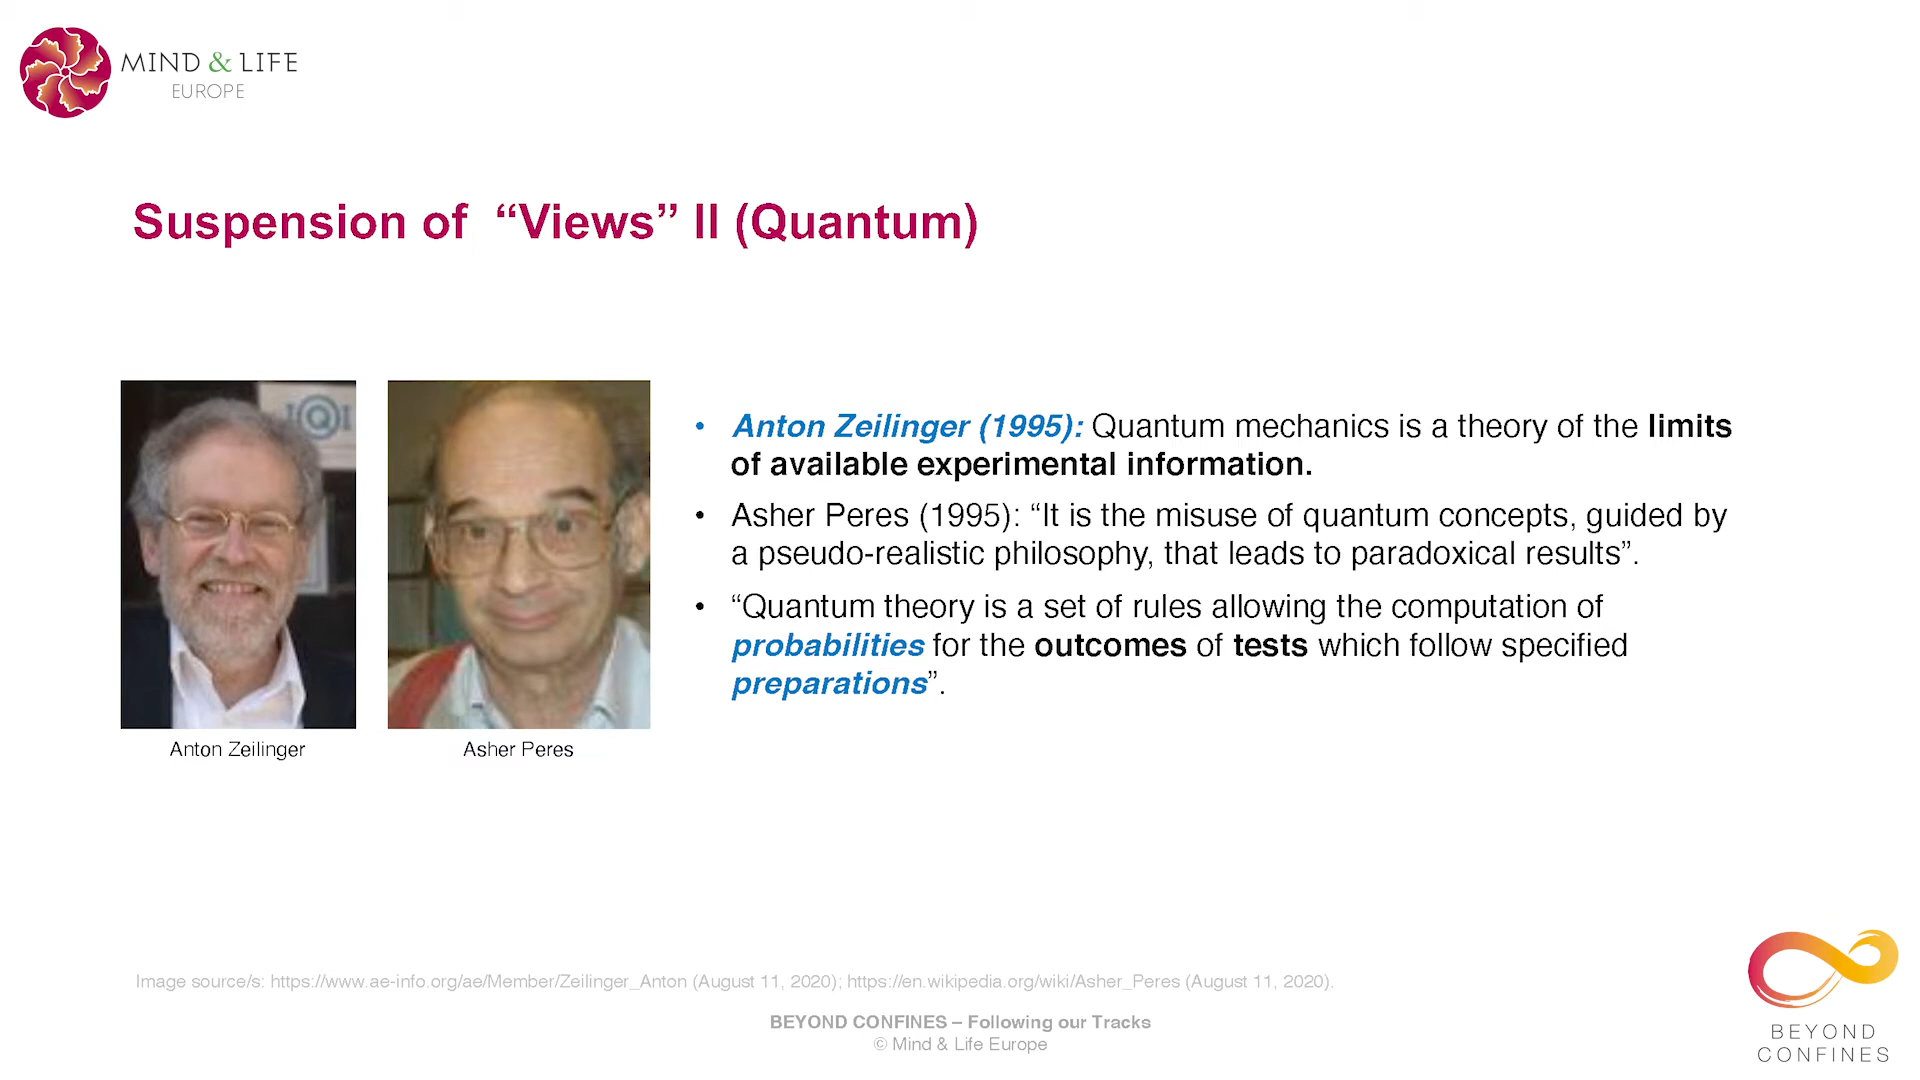 MIND & LIFE
EUROPE
Suspension of “Views” II (Quantum)
IQI
• Anton Zeilinger (1995): Quantum mechanics is a theory of the limits
of available experimental information.
• Asher Peres (1995): “It is the misuse of quantum concepts, guided by
a pseudo-realistic philosophy, that leads to paradoxical results”.
• “Quantum theory is a set of rules allowing the computation of
probabilities for the outcomes of tests which follow specified
preparations”.
Anton Zeilinger
Asher Peres
Image source/s: https://www.ae-info.org/ae/Member/Zeilinger_Anton (August 11, 2020); https://en.wikipedia.org/wiki/Asher_Peres (August 11, 2020).
BEYOND CONFINES – Following our Tracks
© Mind & Life Europe
BEYOND
CONFINES